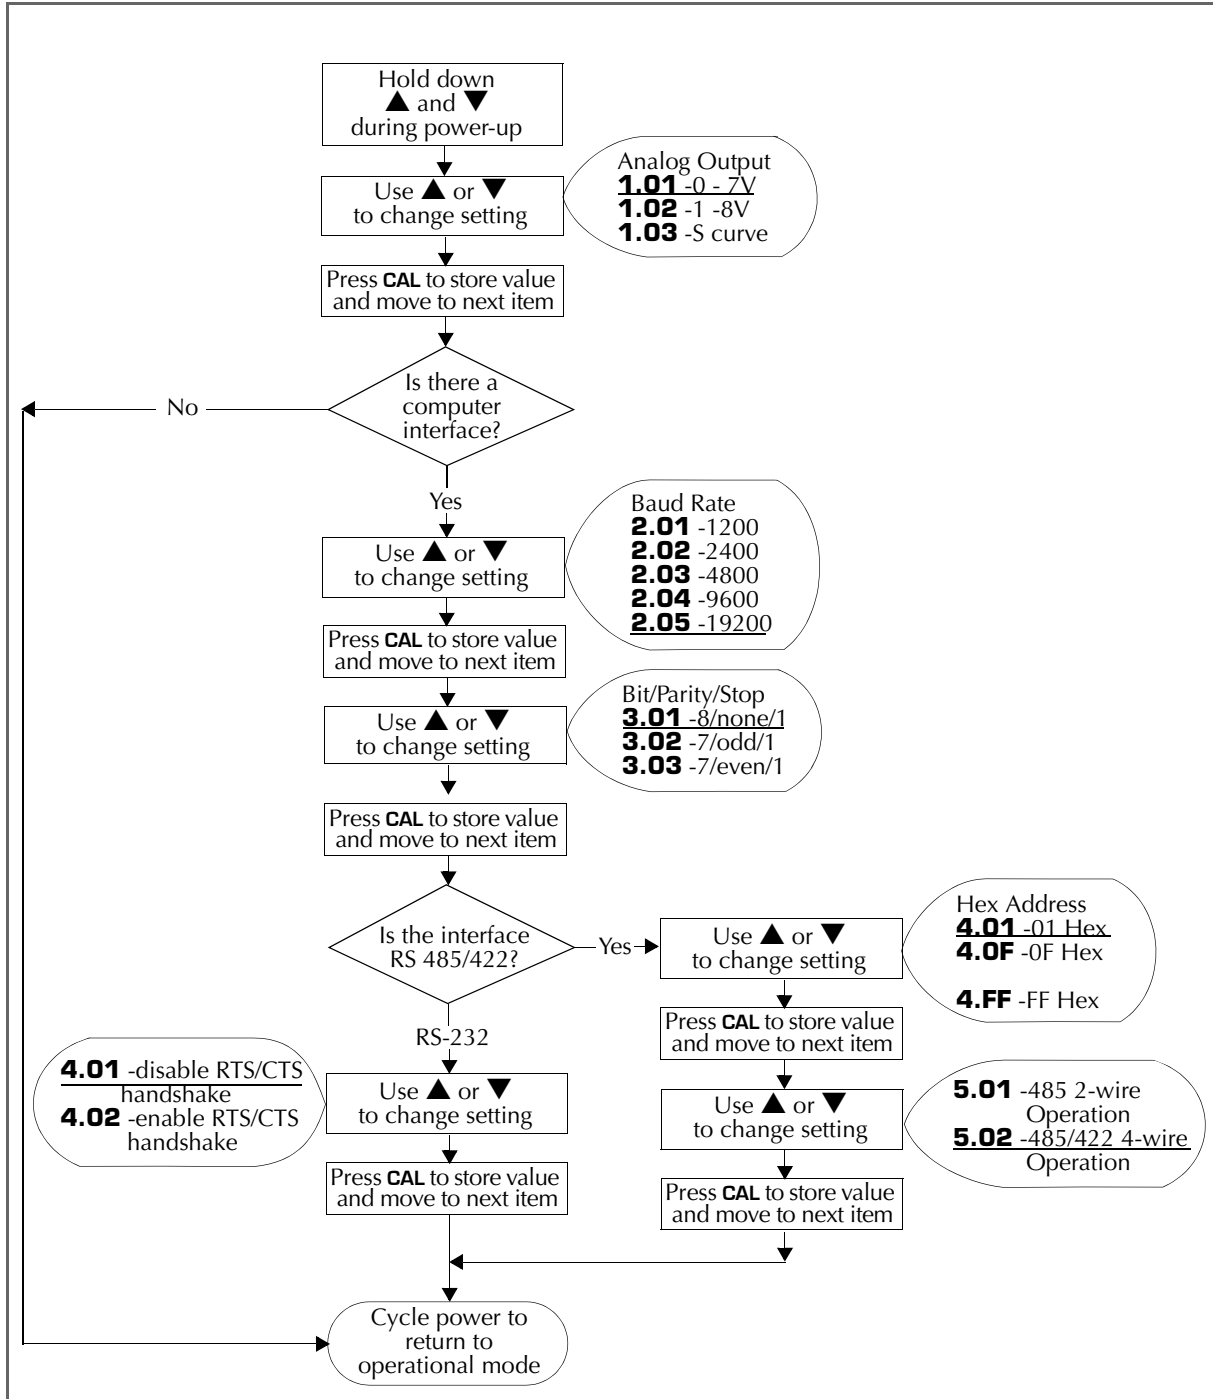 Hold down
▲ and ▼
during power-up
Use ▲ or ▼
to change setting
Analog Output
1.01 -0 - 7V
1.02 -1 -8V
1.03 -S curve
Press CAL to store value
and move to next item
Is there a
computer
interface?
No
Yes
Use ▲ or ▼
to change setting
Baud Rate
2.01 -1200
2.02 -2400
2.03 -4800
2.04 -9600
2.05 -19200
Press CAL to store value
and move to next item
Use ▲ or ▼
to change setting
Bit/Parity/Stop
3.01 -8/none/1
3.02 -7/odd/1
3.03 -7/even/1
Press CAL to store value
and move to next item
Is the interface
RS 485/422?
Yes
Use ▲ or ▼
to change setting
Hex Address
4.01 -01 Hex
4.0F -0F Hex
4.FF -FF Hex
Press CAL to store value
and move to next item
RS-232
4.01 -disable RTS/CTS
handshake
4.02 -enable RTS/CTS
handshake
Use ▲ or ▼
to change setting
Use ▲ or ▼
to change setting
5.01 -485 2-wire
Operation
5.02 -485/422 4-wire
Operation
Press CAL to store value
and move to next item
Press CAL to store value
and move to next item
Cycle power to
return to
operational mode